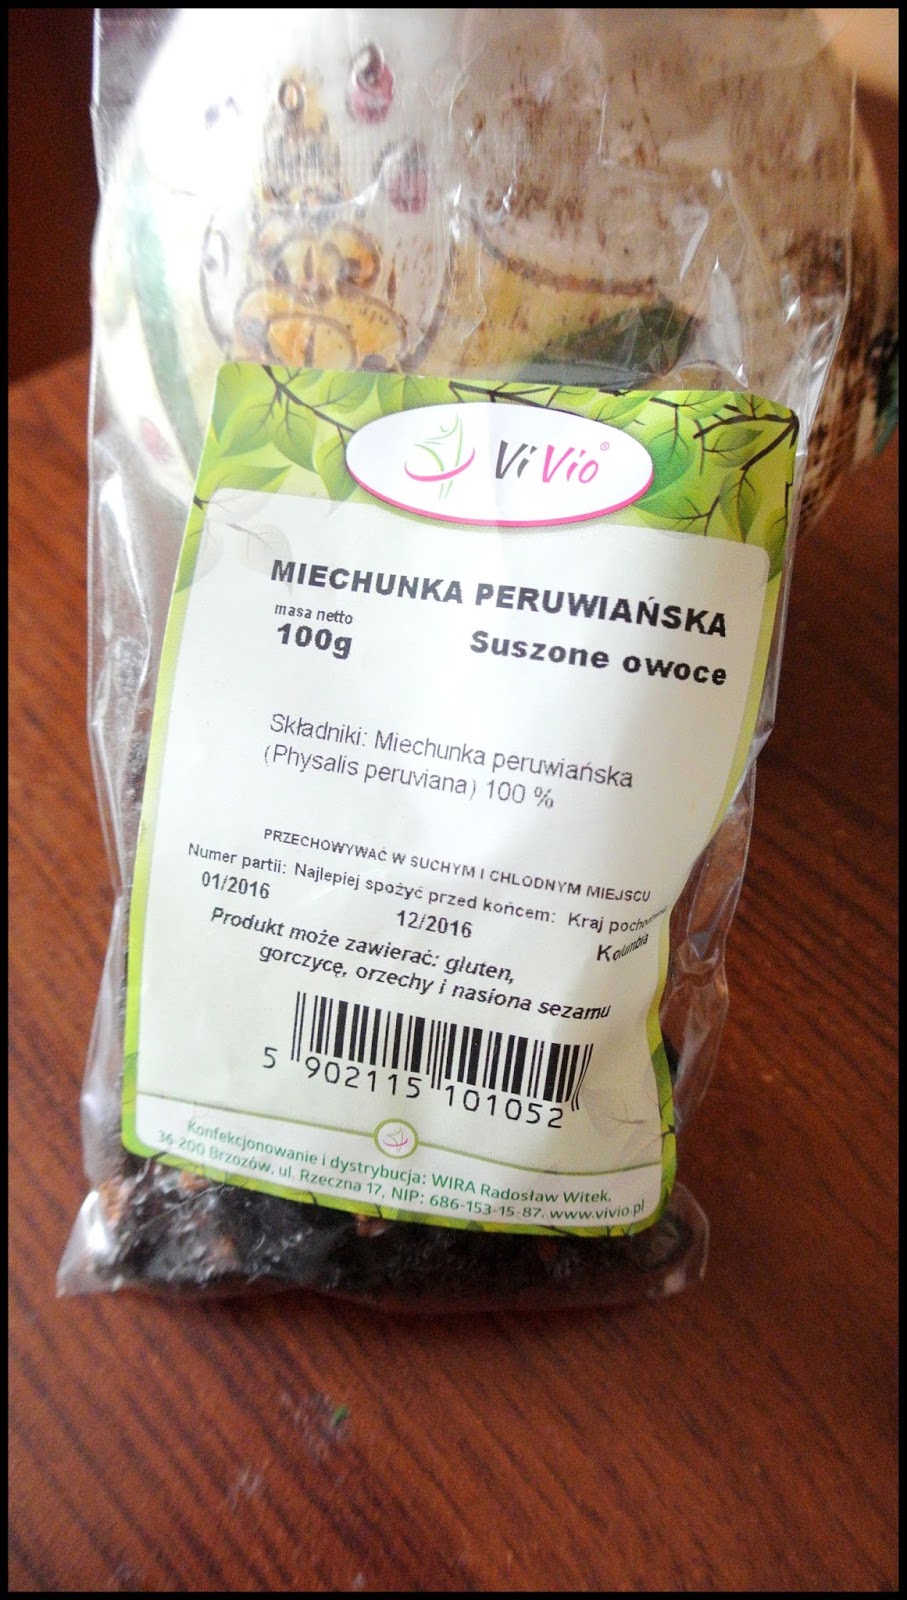 ViVio®
MIECHUNKA PERUWIAŃSKA
masa netto
100g
Suszone owoce
Składniki: Miechunka peruwiańska
(Physalis peruviana) 100 %
PRZECHOWYWAĆ W SUCHYM I CHŁODNYM MIEJSCU
Numer partii: Najlepiej spożyć przed końcem: Kraj
01/2016
12/2016
Kolumbia
Produkt może zawierać: gluten,
gorczycę, orzechy i nasiona sezamu
5 902115 101052
Konfekcjonowanie i dystrybucja: WIRA Radosław Witek,
36-200 Brzozów, ul. Rzeczna 17, NIP: 686-153-15-87. www.vivio.pl